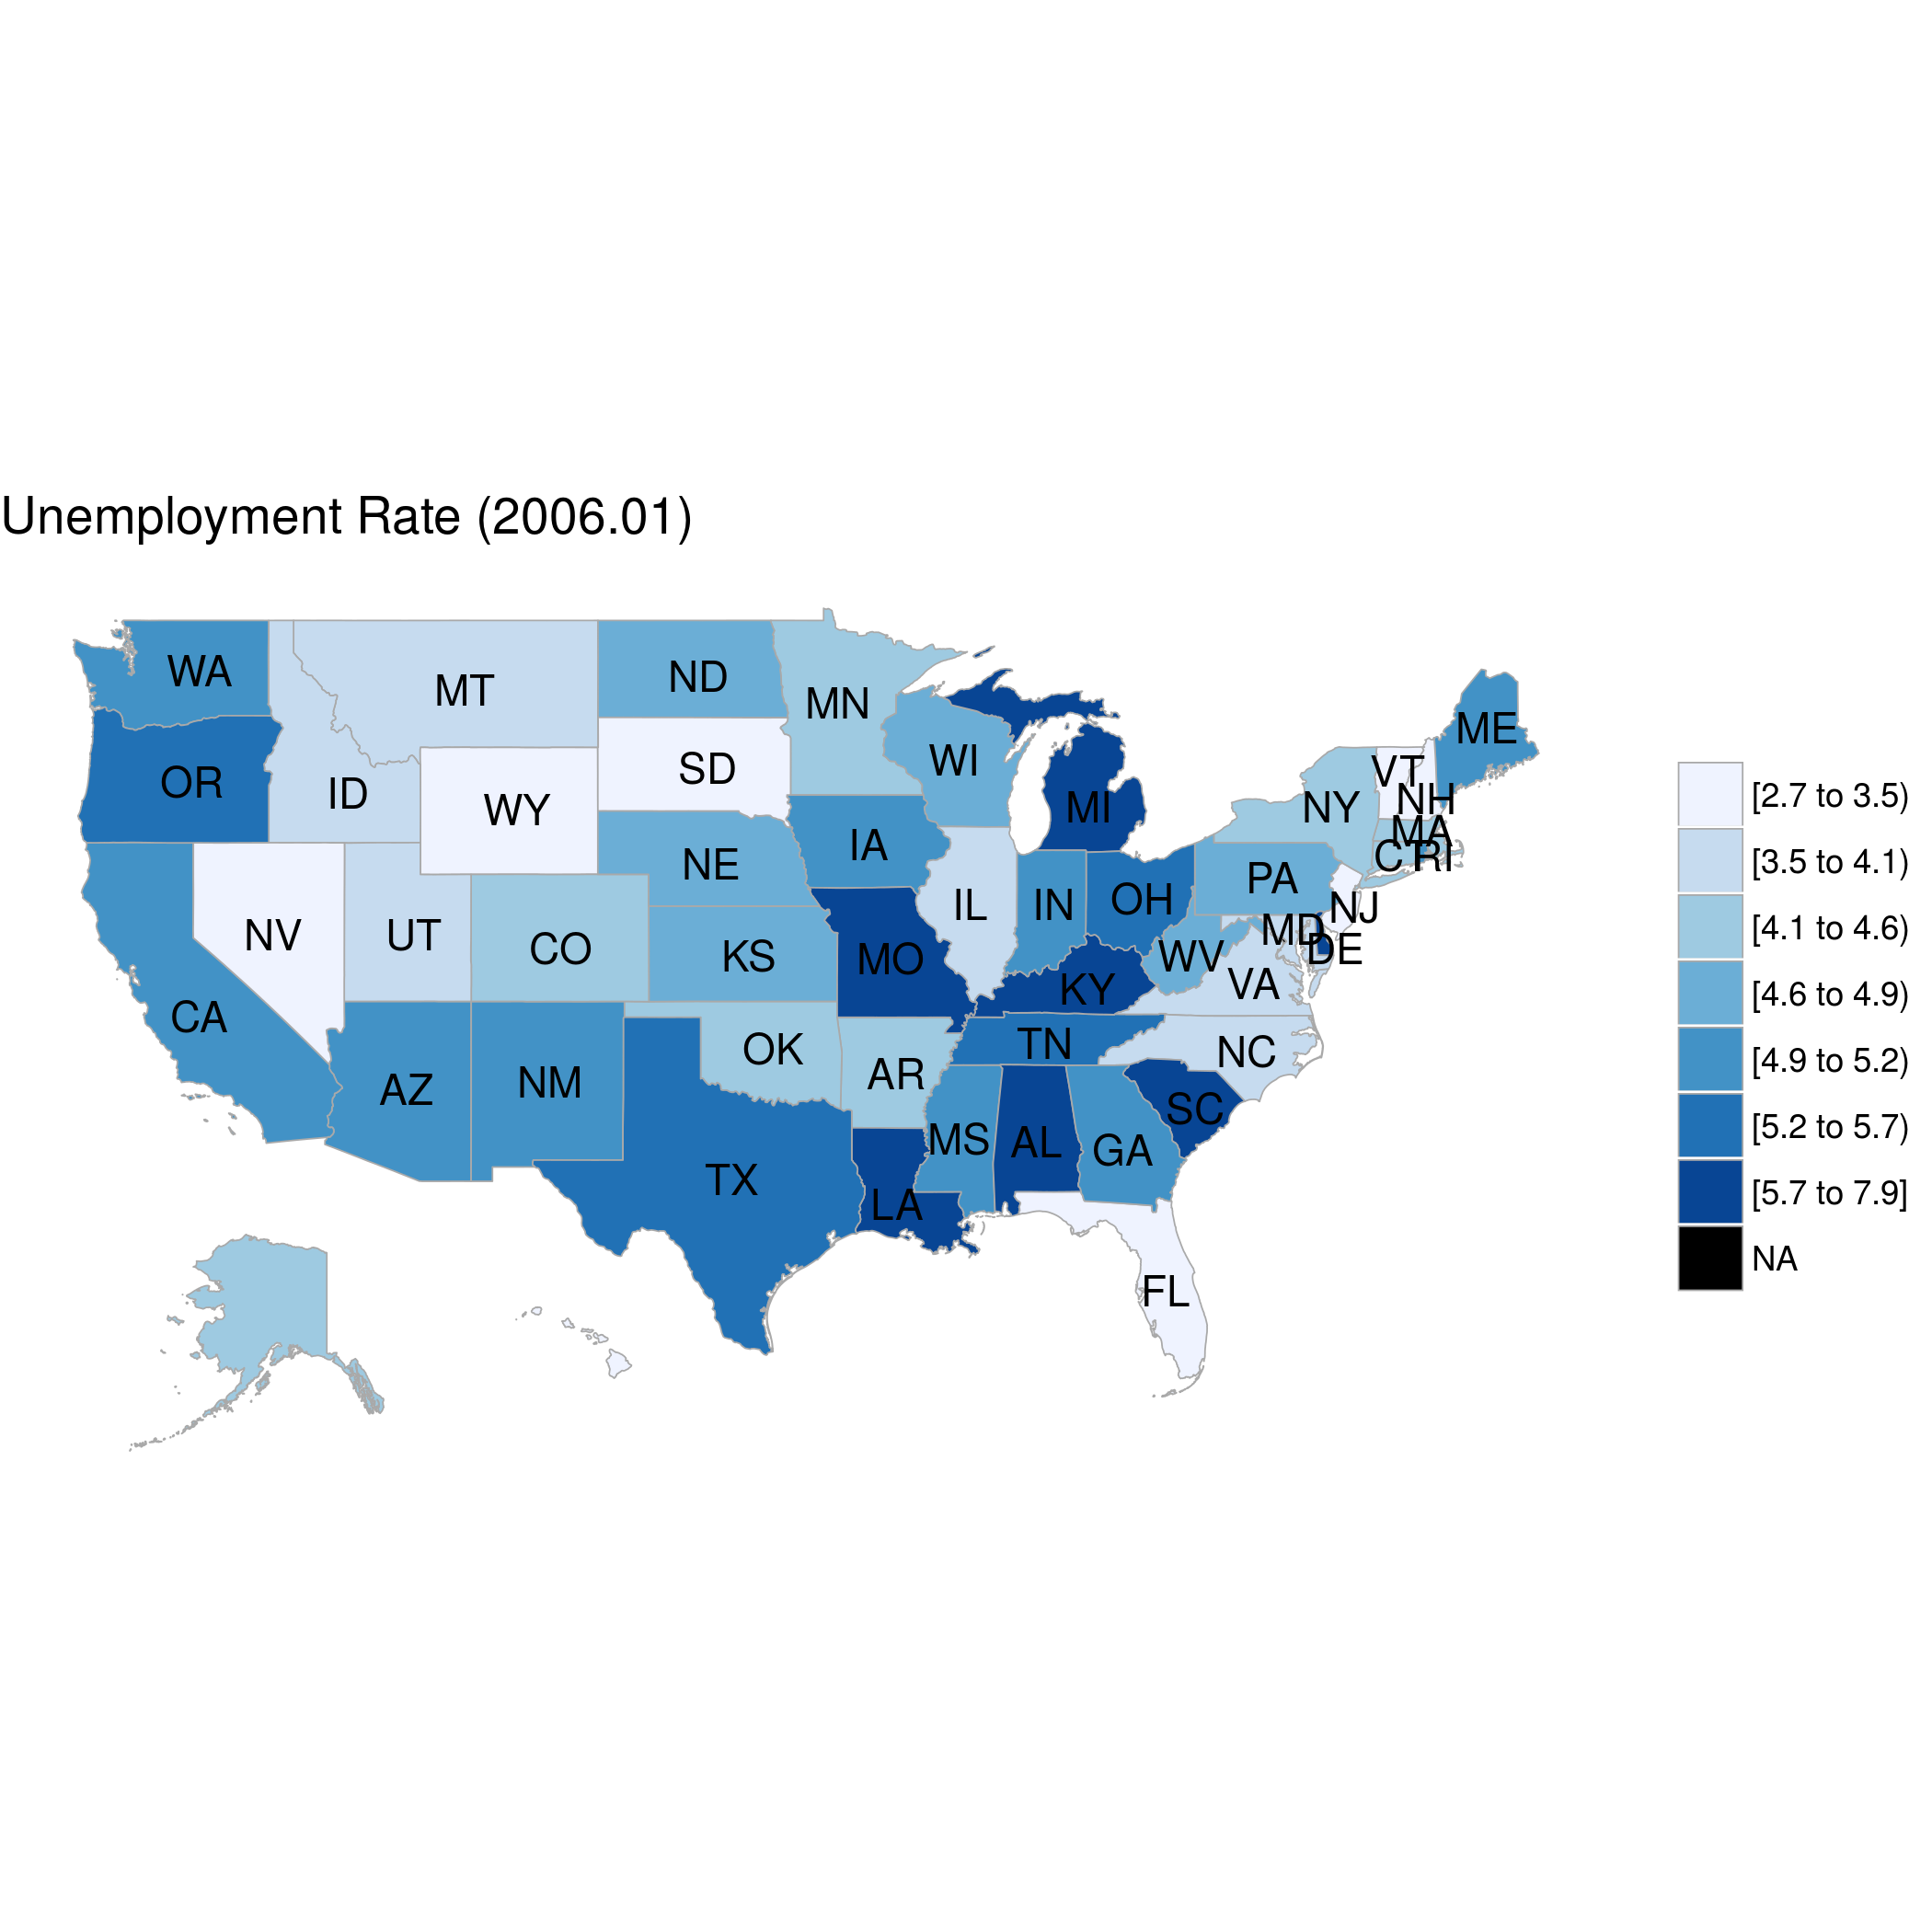 Unemployment Rate (2006.01)
WA
MT
ND
MN
ME
OR
ID
WY
SD
WI
MI
VT
NH
NY
MA
C
RI
NE
IA
PA
NV
UT
CO
KS
MO
IL
IN
OH
NJ
MD
DE
WV
VA
KY
CA
AZ
NM
OK
AR
TN
NC
SC
TX
LA
MS
AL
GA
FL
[2.7 to 3.5)
[3.5 to 4.1)
[4.1 to 4.6)
[4.6 to 4.9)
[4.9 to 5.2)
[5.2 to 5.7)
[5.7 to 7.9]
NA